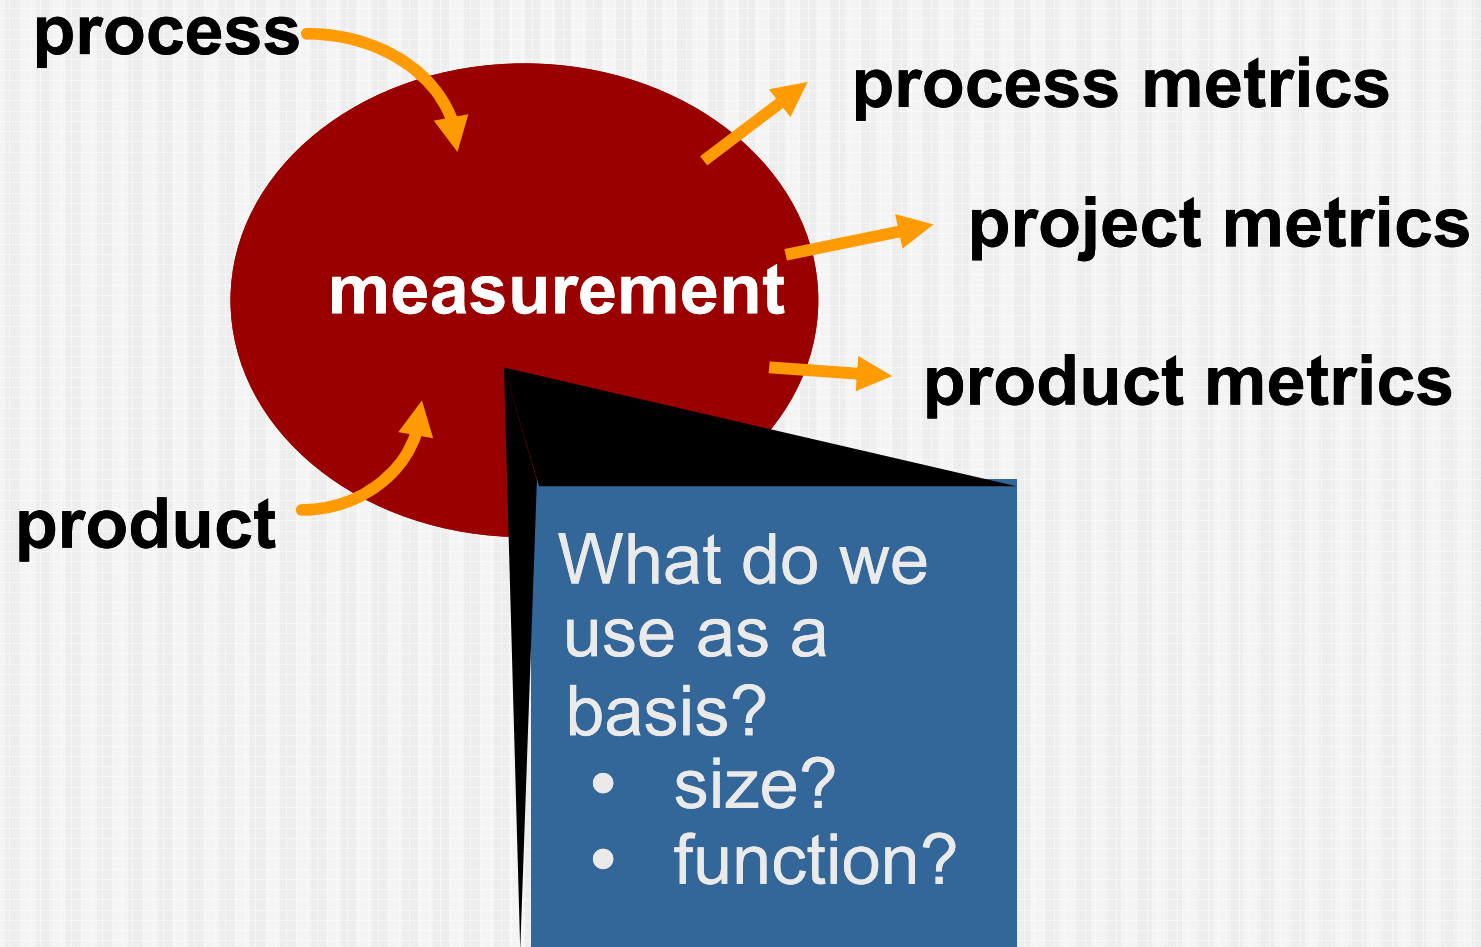 process
process metrics
project metrics
measurement
product metrics
product
What do we
use as a
basis?
• size?
• function?